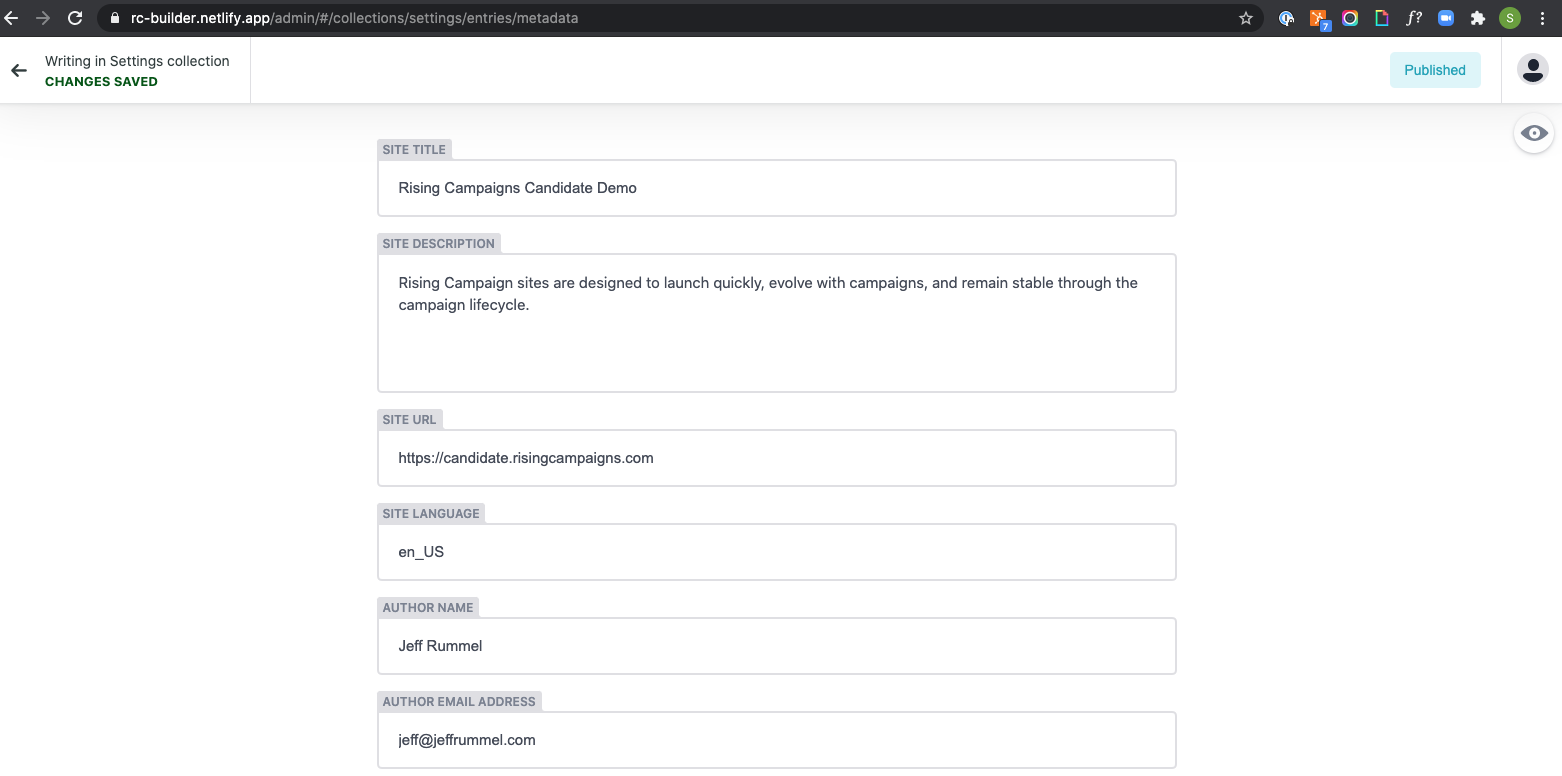 rc-builder.netlify.app/admin/#/collections/settings/entries/metadata
f?
7
S
Writing in Settings collection
CHANGES SAVED
Published
SITE TITLE
Rising Campaigns Candidate Demo
SITE DESCRIPTION
Rising Campaign sites are designed to launch quickly, evolve with campaigns, and remain stable through the
campaign lifecycle.
SITE URL
https://candidate.risingcampaigns.com
SITE LANGUAGE
en_US
AUTHOR NAME
Jeff Rummel
AUTHOR EMAIL ADDRESS
jeff@jeffrummel.com